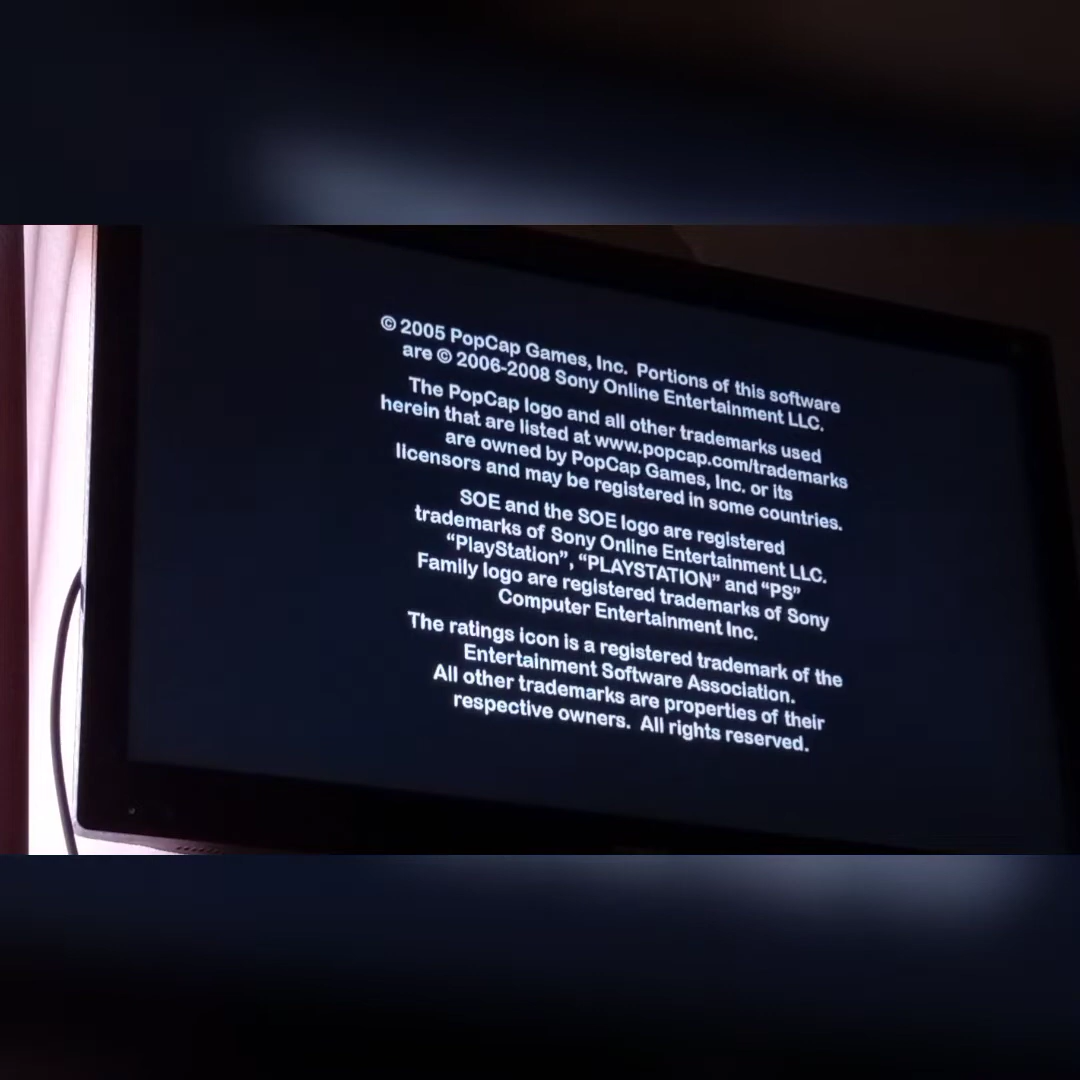 © 2005 PopCap Games, Inc. Portions of this software
are © 2006-2008 Sony Online Entertainment LLC.
The PopCap logo and all other trademarks used
herein that are listed at www.popcap.com/trademarks
are owned by PopCap Games, Inc. or its
licensors and may be registered in some countries.
SOE and the SOE logo are registered
trademarks of Sony Online Entertainment LLC.
“PlayStation”, “PLAYSTATION” and “PS”
Family logo are registered trademarks of Sony
Computer Entertainment Inc.
The ratings icon is a registered trademark of the
Entertainment Software Association.
All other trademarks are properties of their
respective owners. All rights reserved.